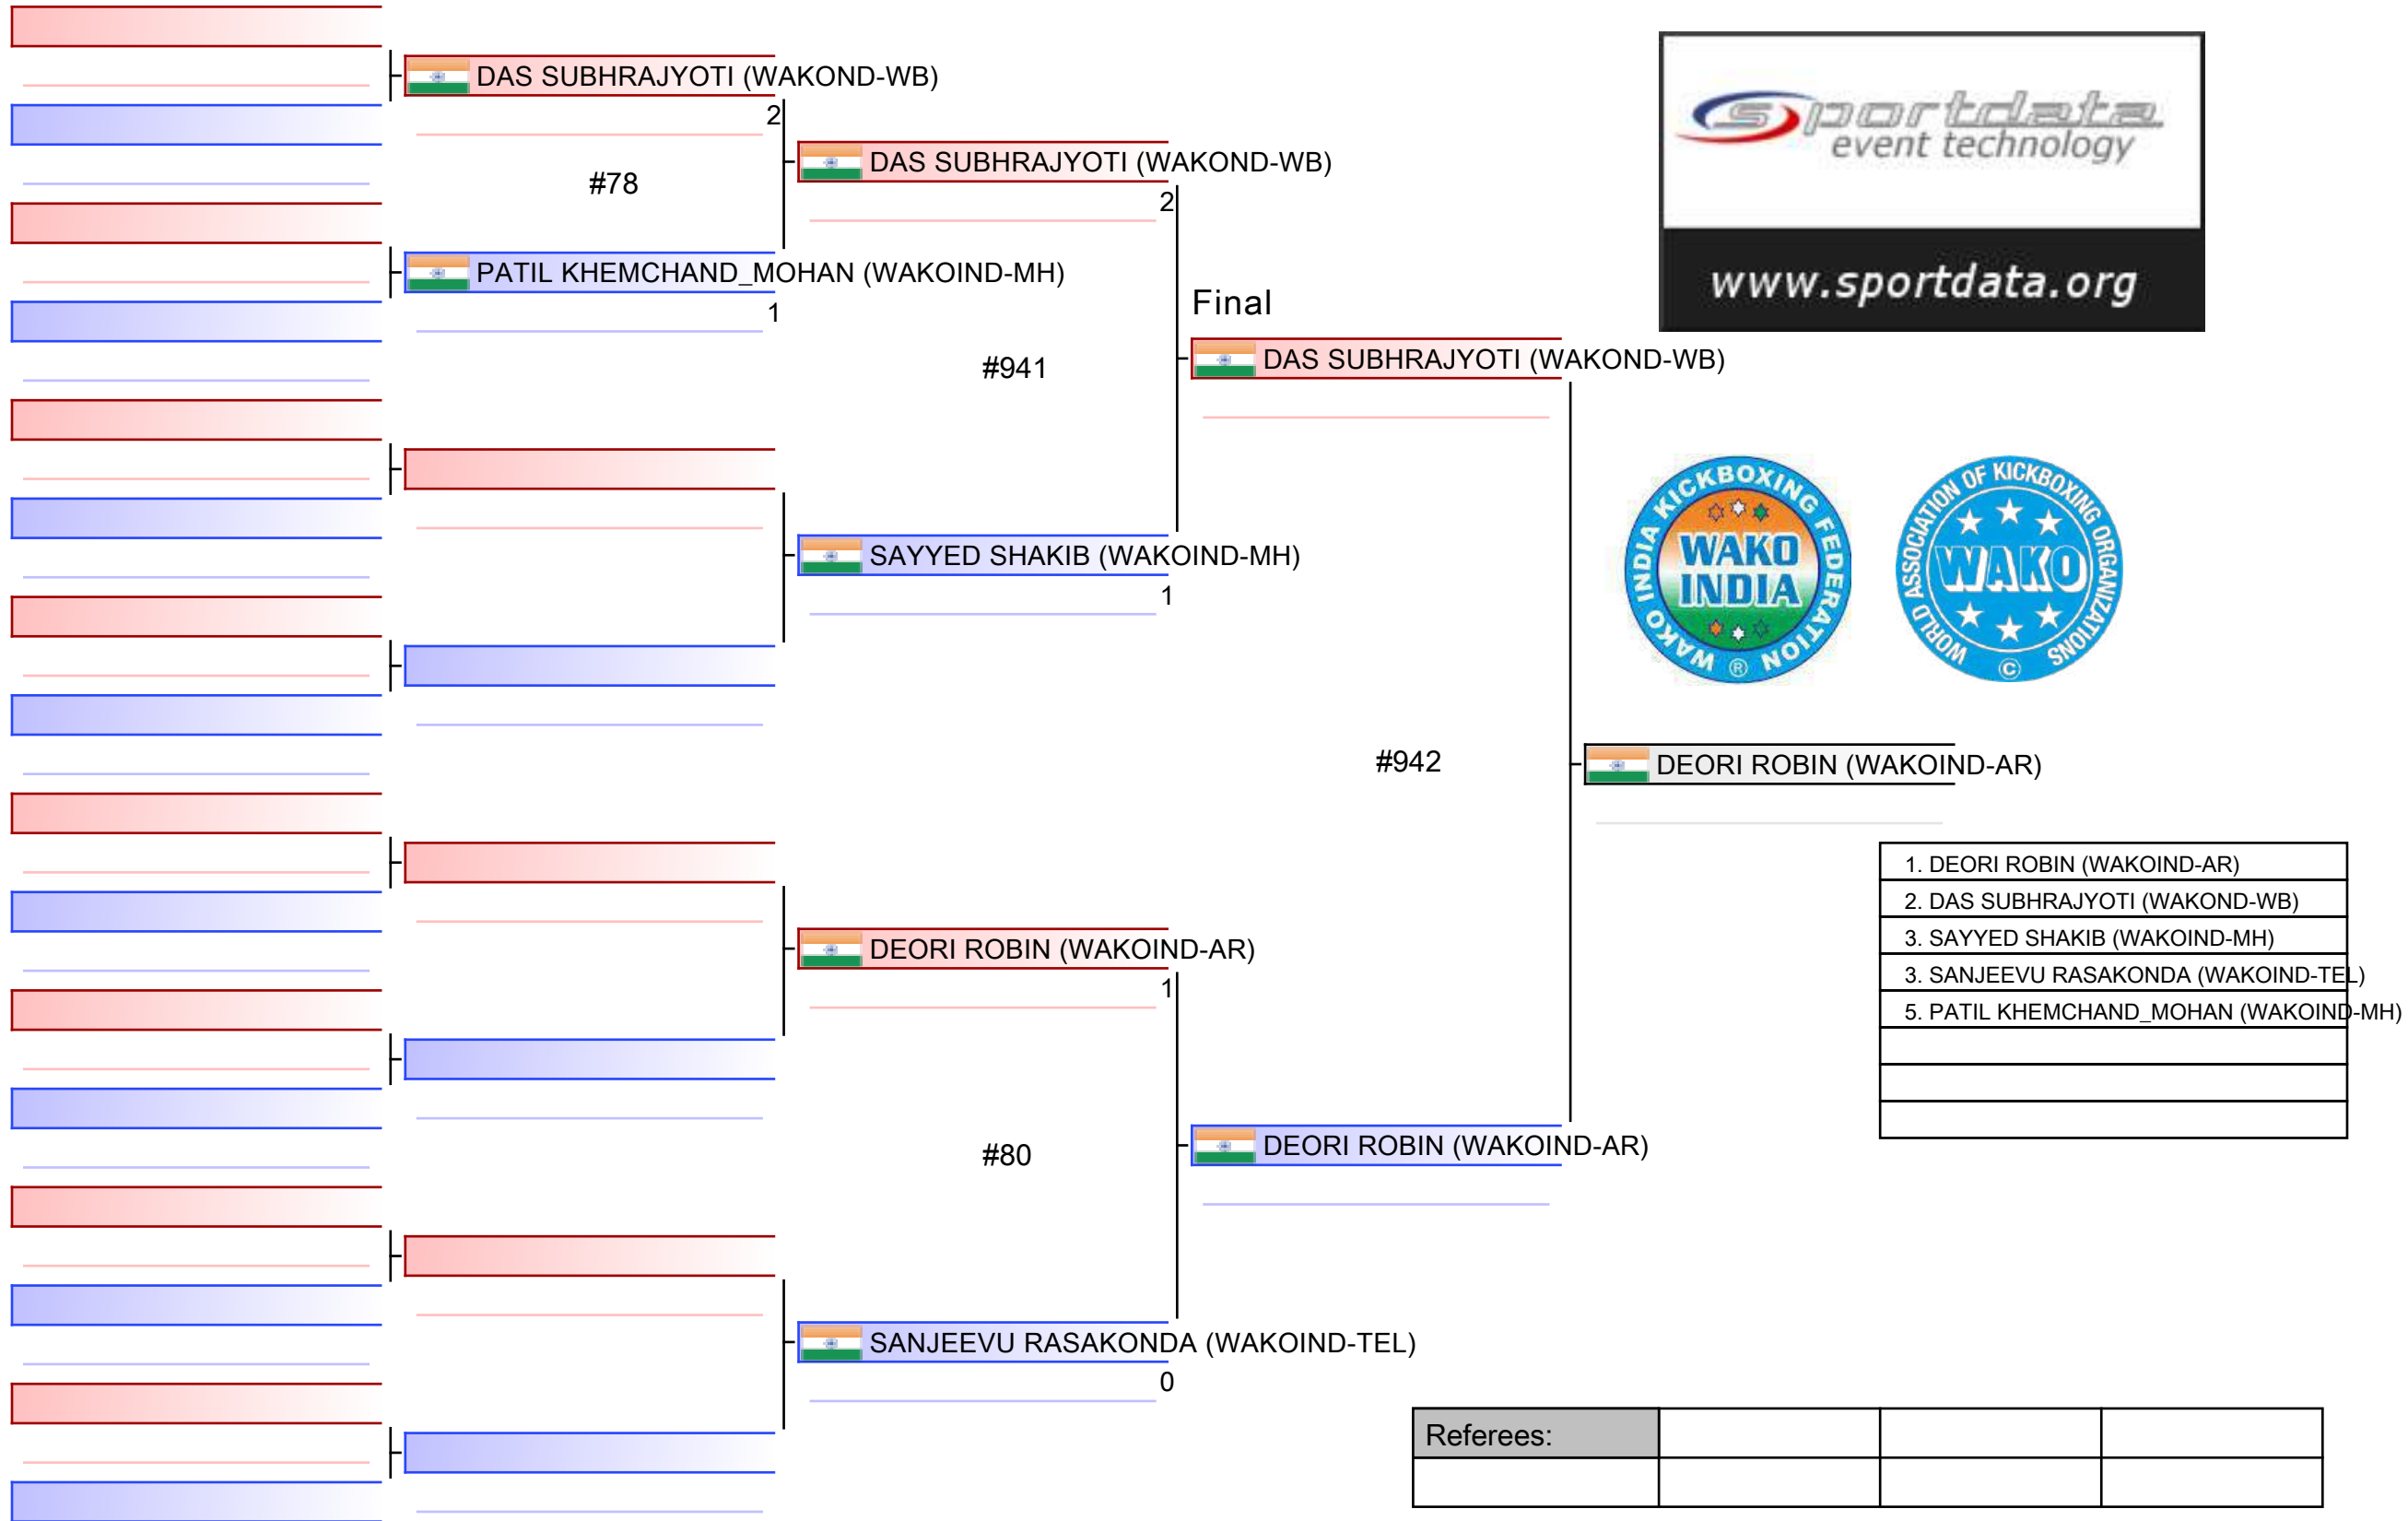 DAS SUBHRAJYOTI (WAKOND-WB)
2
#78
PATIL KHEMCHAND_MOHAN (WAKOIND-MH)
1
DAS SUBHRAJYOTI (WAKOND-WB)
2
#941
SAYYED SHAKIB (WAKOIND-MH)
1
DEORI ROBIN (WAKOIND-AR)
1
#80
SANJEEVU RASAKONDA (WAKOIND-TEL)
0
Final
DAS SUBHRAJYOTI (WAKOND-WB)
#942
DEORI ROBIN (WAKOIND-AR)
DEORI ROBIN (WAKOIND-AR)
sportdata
event technology
www.sportdata.org
WAKO INDIA KICKBOXING FEDERATION
WAKO
INDIA
®
WORLD ASSOCIATION OF KICKBOXING ORGANIZATIONS
WAKO
©
1. DEORI ROBIN (WAKOIND-AR)
2. DAS SUBHRAJYOTI (WAKOND-WB)
3. SAYYED SHAKIB (WAKOIND-MH)
3. SANJEEVU RASAKONDA (WAKOIND-TEL)
5. PATIL KHEMCHAND_MOHAN (WAKOIND-MH)
Referees: